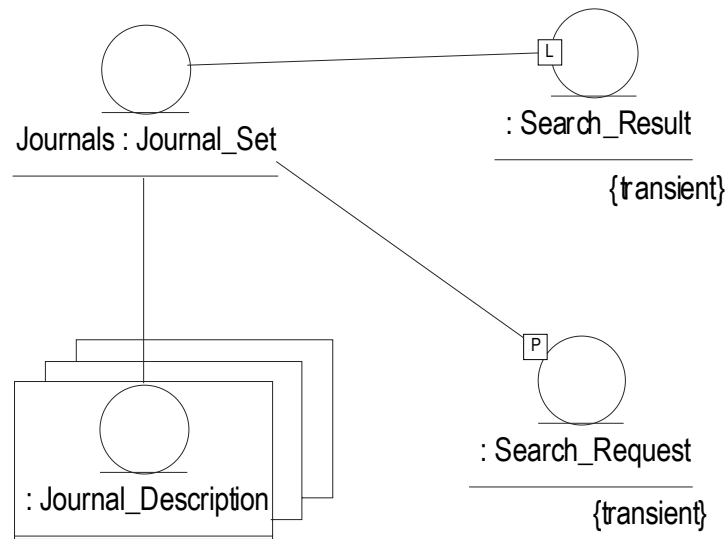 L
Journals : Journal_Set
: Search_Result
{transient}
P
: Search_Request
{transient}
: Journal_Description